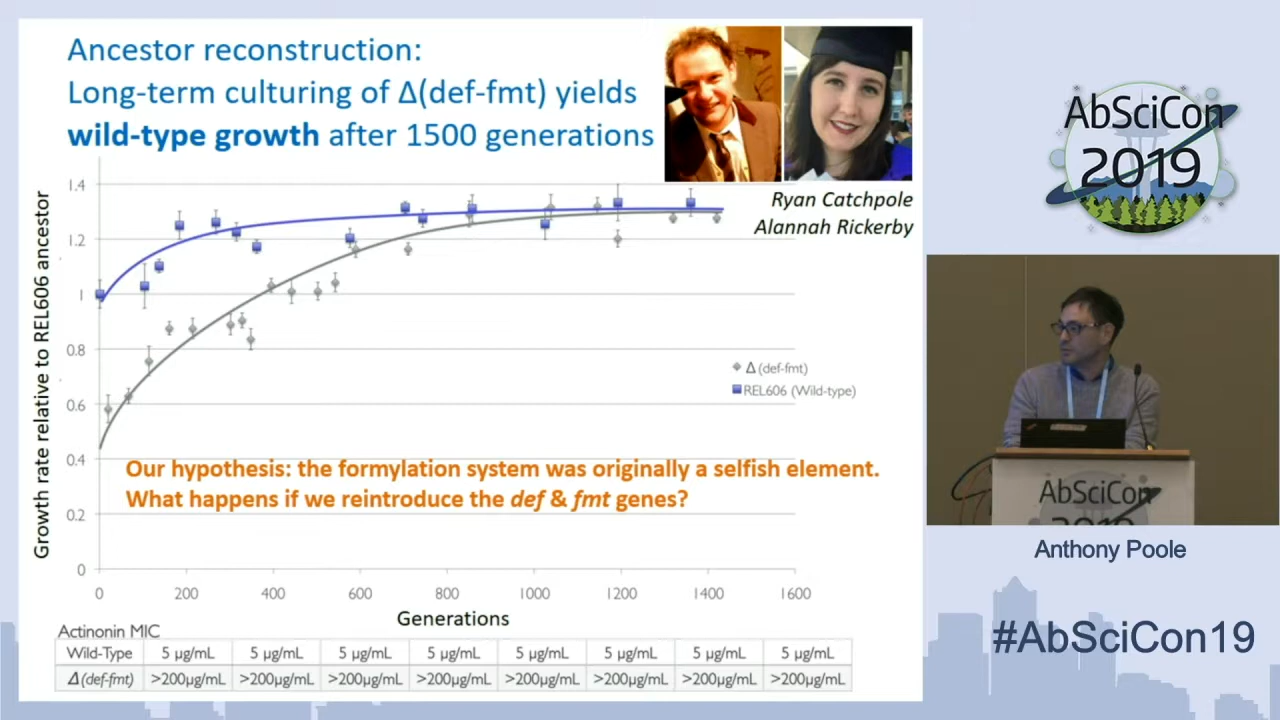 Ancestor reconstruction:
Long-term culturing of Δ(def-fmt) yields
wild-type growth after 1500 generations
Ryan Catchpole
Alannah Rickerby
Growth rate relative to REL606 ancestor
1.4
1.2
1
0.8
0.6
0.4
0.2
0
Δ (def-fmt)
REL606 (Wild-type)
Our hypothesis: the formylation system was originally a selfish element.
What happens if we reintroduce the def & fmt genes?
0 200 400 600 800 1000 1200 1400 1600
Generations
Actinonin MIC
Wild-Type 5 µg/mL 5 µg/mL 5 µg/mL 5 µg/mL 5 µg/mL 5 µg/mL 5 µg/mL 5 µg/mL
Δ(def-fmt) >200µg/mL >200µg/mL >200µg/mL >200µg/mL >200µg/mL >200µg/mL >200µg/mL >200µg/mL
AbSciCon
2019
AbSciCon
2019
Anthony Poole
#AbSciCon19